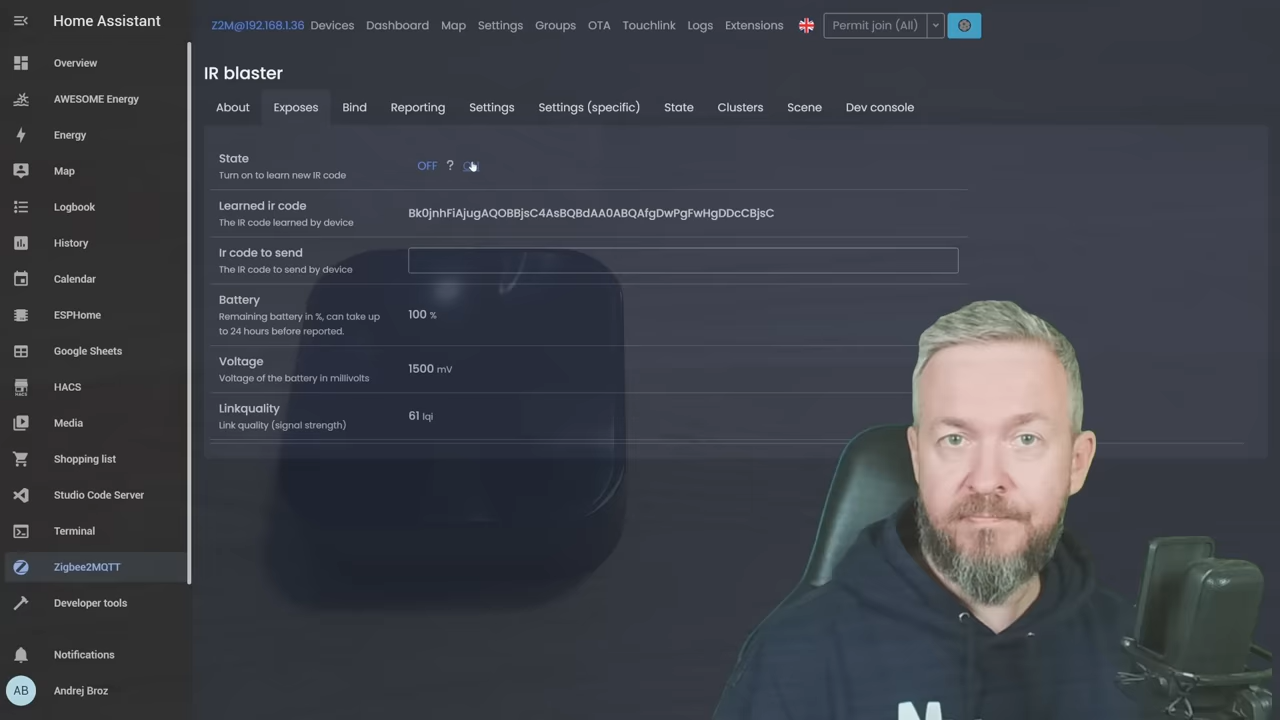 Home Assistant
Overview
AWESOME Energy
Energy
Map
Logbook
History
Calendar
ESPHome
Google Sheets
HACS
Media
Shopping list
Studio Code Server
Terminal
Zigbee2MQTT
Developer tools
Notifications
AB Andrej Broz
Z2M@192.168.1.36 Devices Dashboard Map Settings Groups OTA Touchlink Logs Extensions Permit join (All)
IR blaster
About Exposes Bind Reporting Settings Settings (specific) State Clusters Scene Dev console
State
OFF ?
Turn on to learn new IR code
Learned ir code
The IR code learned by device
Ir code to send
The IR code to send by device
Battery
Remaining battery in %, can take up
to 24 hours before reported.
100 %
Voltage
Voltage of the battery in millivolts
1500 mV
Linkquality
Link quality (signal strength)
61 lqi